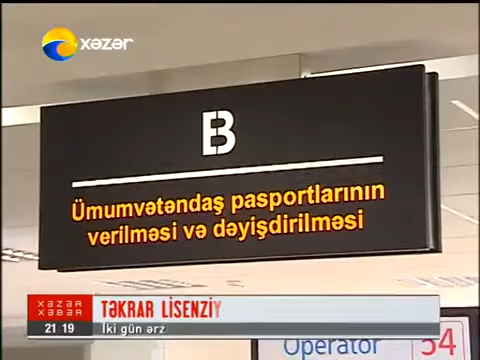 xəzər
B
Ümumvətəndaş pasportlarının
verilməsi və dəyişdirilməsi
XƏZƏR
XƏBƏR
TƏKRAR LİSENZİY
21:19
İki gün ərz
Operator 54